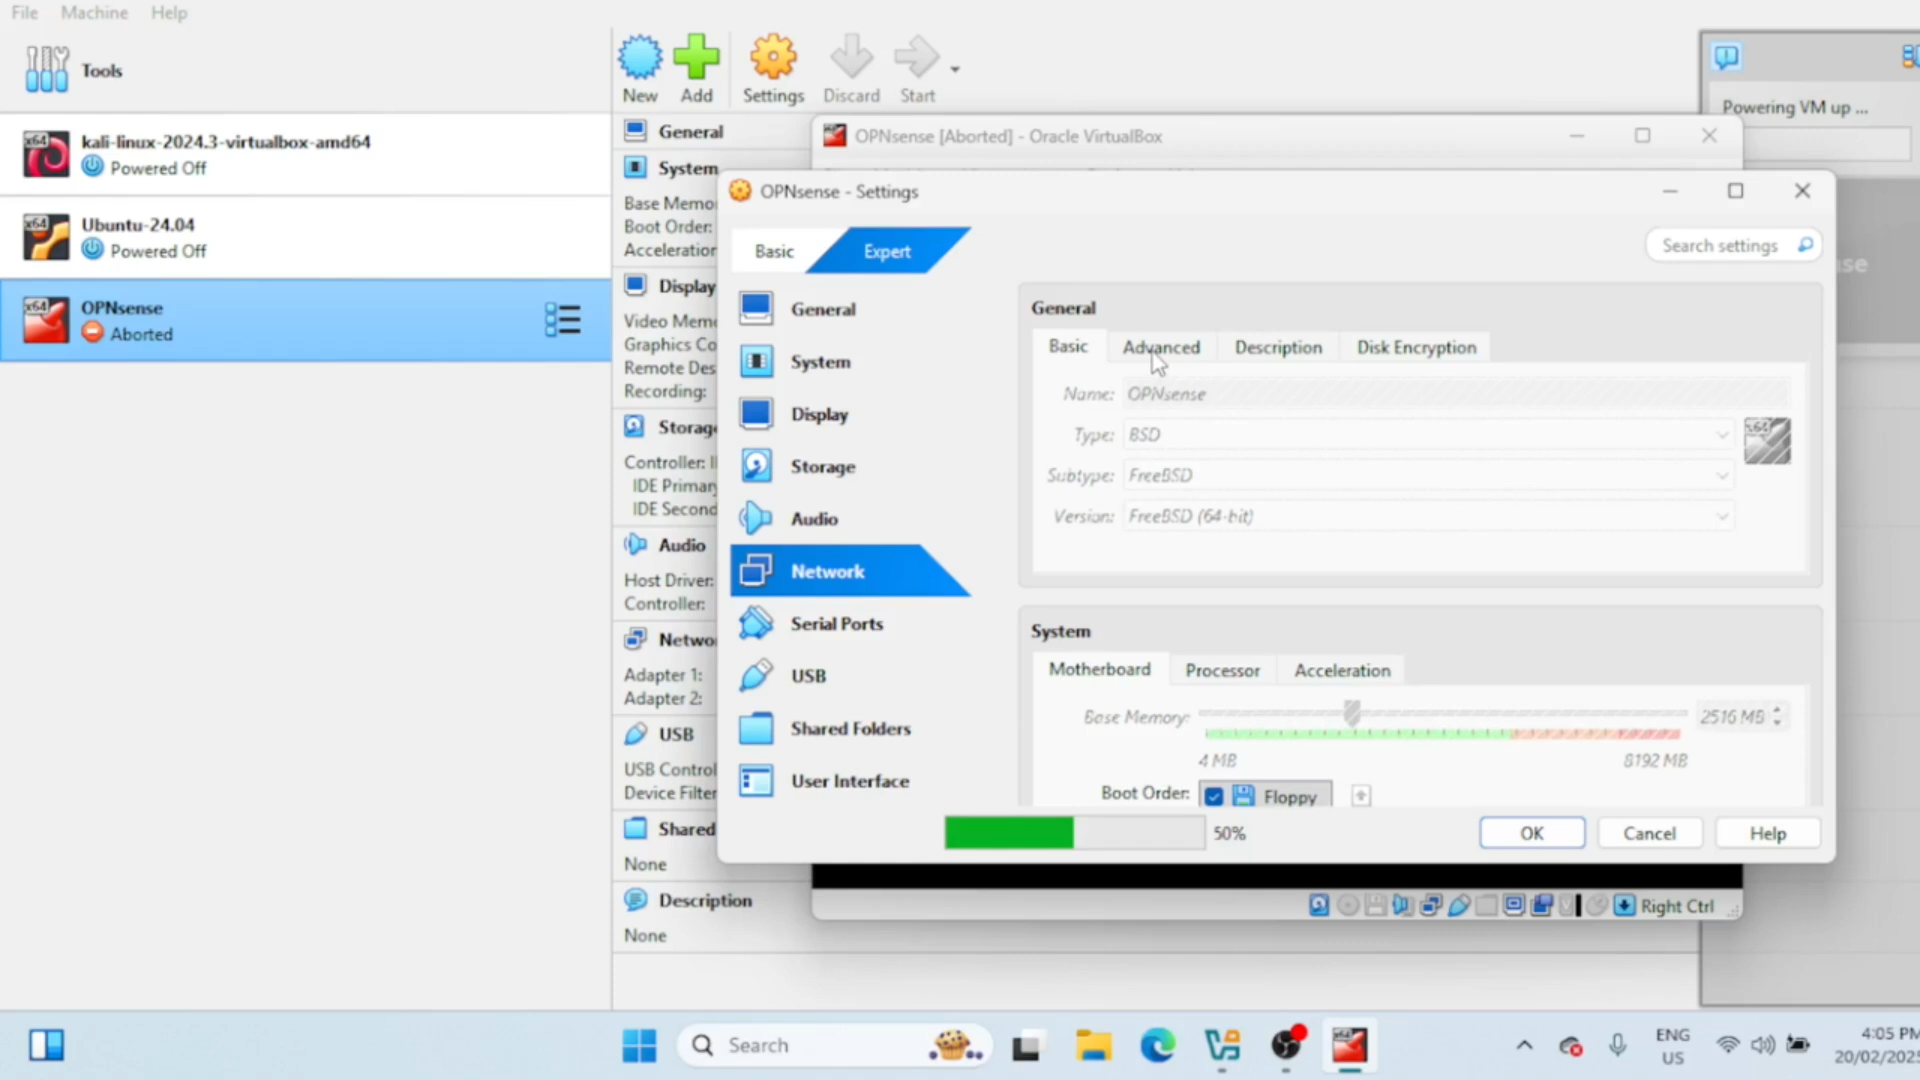 File Machine Help
Tools
New Add Settings Discard Start
kali-linux-2024.3-virtualbox-amd64
Powered Off
Ubuntu-24.04
Powered Off
OPNsense
Aborted
General
System
Base Memo
Boot Order:
Acceleration
Display
Video Mem
Graphics Co
Remote Des
Recording:
Storag
Controller: I
IDE Primar
IDE Second
Audio
Host Driver:
Controller:
Netwo
Adapter 1:
Adapter 2:
USB
USB Control
Device Filter
Shared
None
Description
None
Powering VM up ...
OPNsense [Aborted] - Oracle VirtualBox
OPNsense - Settings
Basic Expert
Search settings
General
System
Display
Storage
Audio
Network
Serial Ports
USB
Shared Folders
User Interface
General
Basic Advanced Description Disk Encryption
Name: OPNsense
Type: BSD
Subtype: FreeBSD
Version: FreeBSD (64-bit)
x64
System
Motherboard Processor Acceleration
Base Memory: 2516 MB
4 MB 8192 MB
Boot Order: Floppy
50% OK Cancel Help
Right Ctrl
Search
ENG
US
4:05 PM
20/02/2025